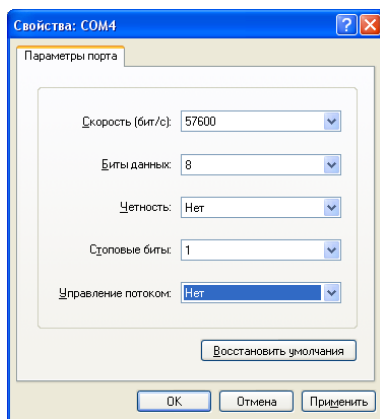 Свойства: COM4
Параметры порта
Скорость (бит/с): 57600
Биты данных: 8
Четность: Нет
Стоповые биты: 1
Управление потоком: Нет
Восстановить умолчания
OK Отмена Применить